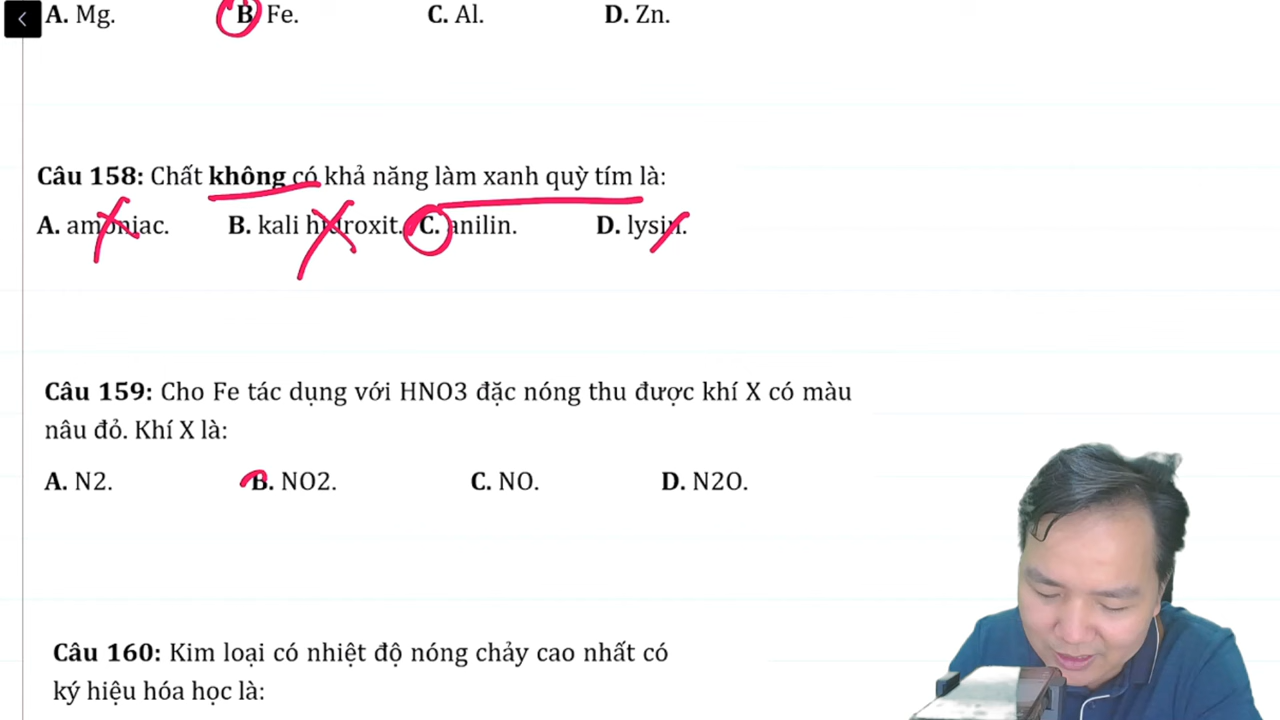 A. Mg. B. Fe. C. Al. D. Zn.
Câu 158: Chất không có khả năng làm xanh quỳ tím là:
A. amoniac. B. kali hidroxit. C. anilin. D. lysin.
Câu 159: Cho Fe tác dụng với HNO3 đặc nóng thu được khí X có màu
nâu đỏ. Khí X là:
A. N2. B. NO2. C. NO. D. N2O.
Câu 160: Kim loại có nhiệt độ nóng chảy cao nhất có
ký hiệu hóa học là: